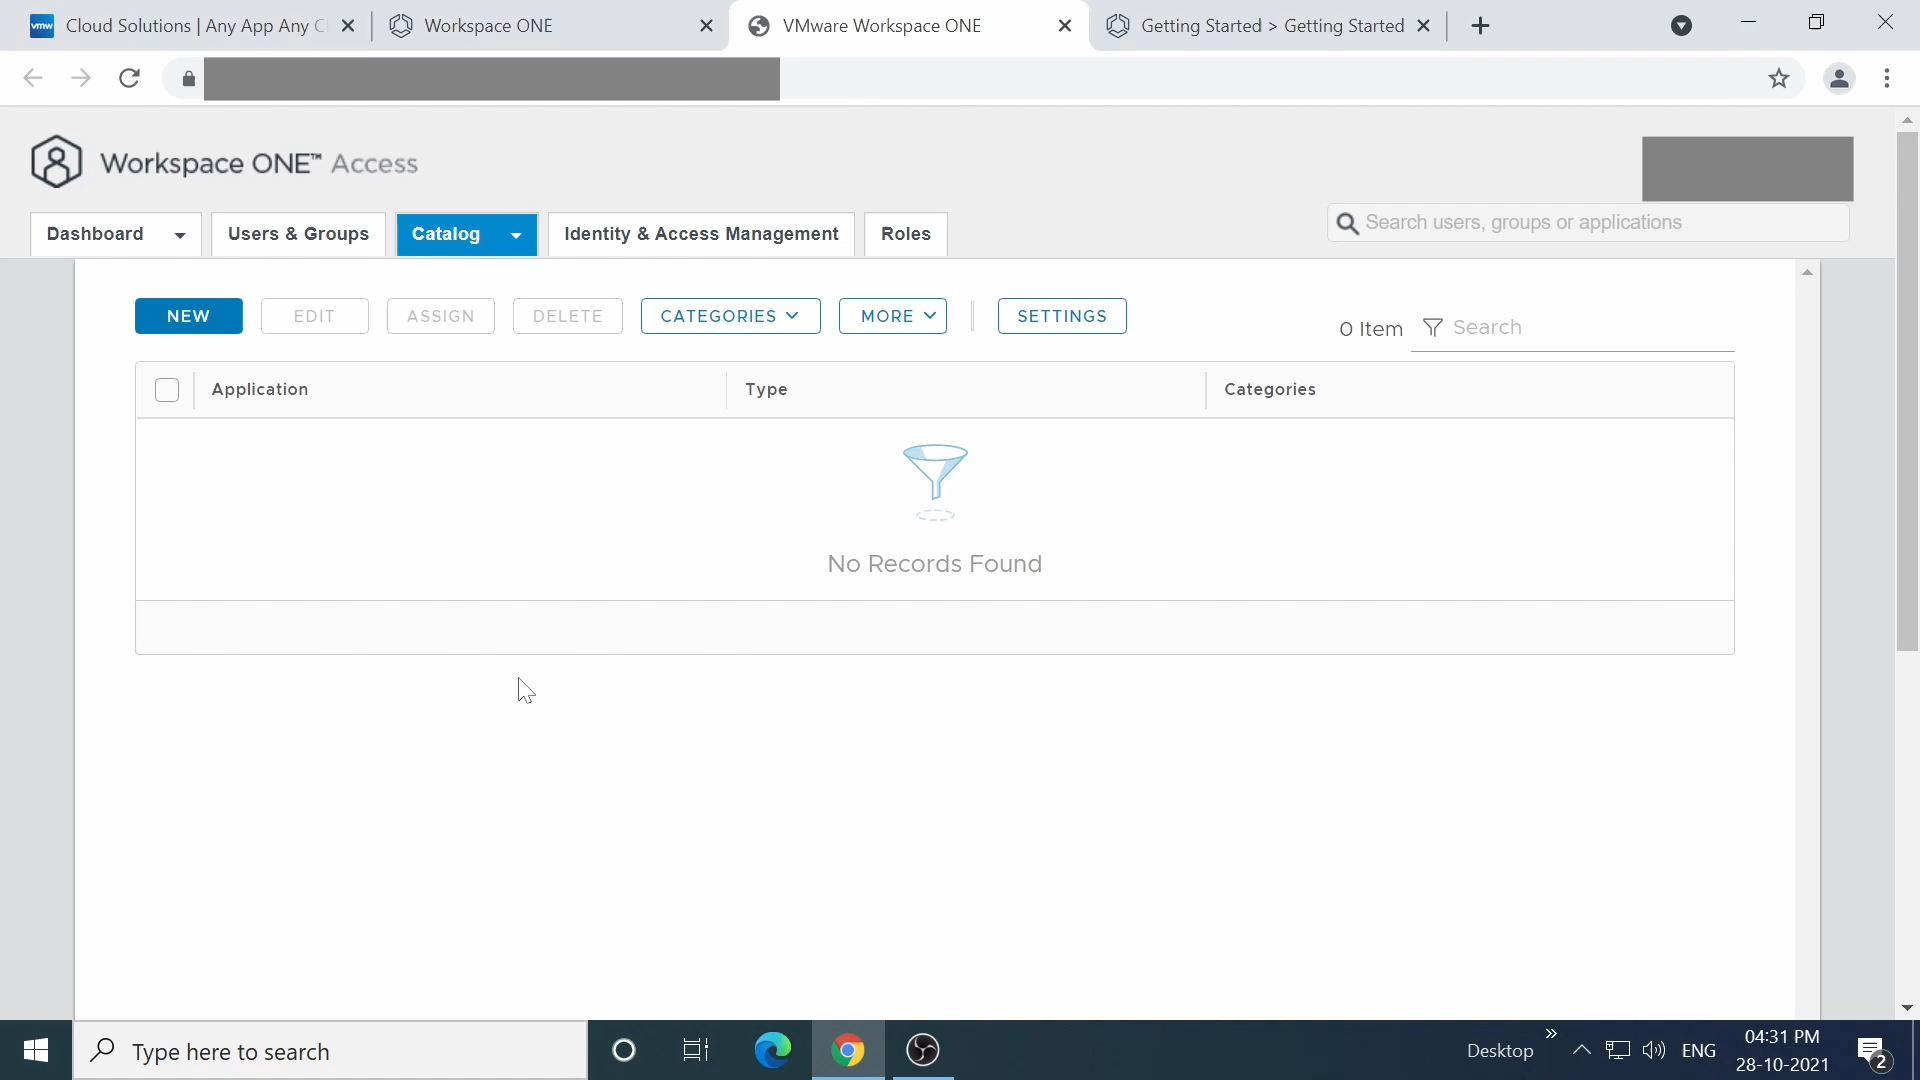 vmw Cloud Solutions | Any App Any C
Workspace ONE
VMware Workspace ONE
Getting Started > Getting Started
Workspace ONE™ Access
Dashboard
Users & Groups
Catalog
Identity & Access Management
Roles
Search users, groups or applications
NEW
EDIT
ASSIGN
DELETE
CATEGORIES
MORE
SETTINGS
0 Item
Search
Application
Type
Categories
No Records Found
Type here to search
Desktop
ENG
04:31 PM
28-10-2021
2